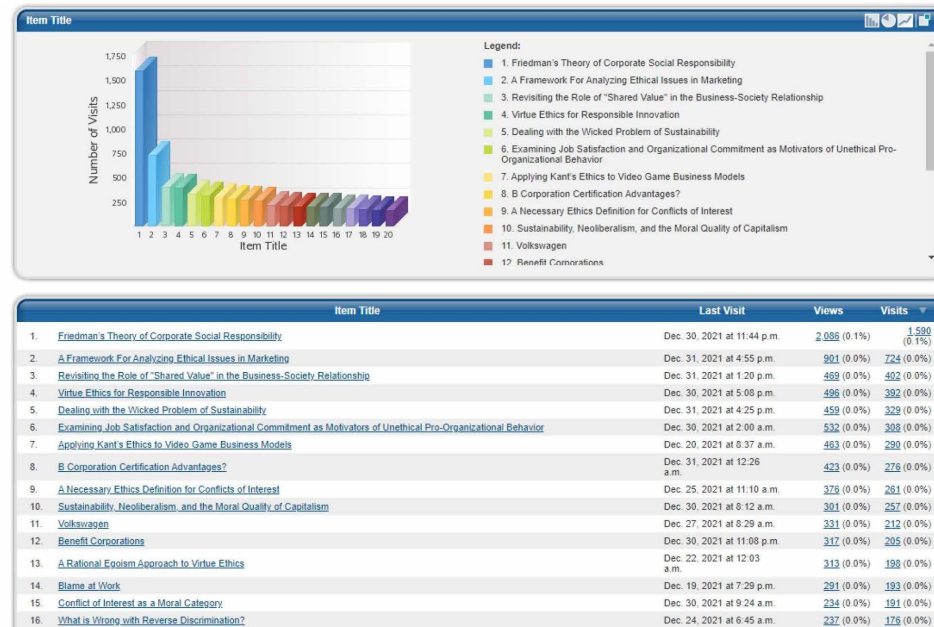 Item Title
1,750
1,500
1,250
1,000
750
500
250
Number of Visits
1 2 3 4 5 6 7 8 9 10 11 12 13 14 15 16 17 18 19 20
Item Title
Legend:
1. Friedman's Theory of Corporate Social Responsibility
2. A Framework For Analyzing Ethical Issues in Marketing
3. Revisiting the Role of "Shared Value" in the Business-Society Relationship
4. Virtue Ethics for Responsible Innovation
5. Dealing with the Wicked Problem of Sustainability
6. Examining Job Satisfaction and Organizational Commitment as Motivators of Unethical Pro-
Organizational Behavior
7. Applying Kant's Ethics to Video Game Business Models
8. B Corporation Certification Advantages?
9. A Necessary Ethics Definition for Conflicts of Interest
10. Sustainability, Neoliberalism, and the Moral Quality of Capitalism
11. Volkswagen
12. Benefit Corporations
Item Title Last Visit Views Visits
1. Friedman's Theory of Corporate Social Responsibility Dec. 30, 2021 at 11:44 p.m. 2,086 (0.1%) 1,590
(0.1%)
2. A Framework For Analyzing Ethical Issues in Marketing Dec. 31, 2021 at 4:55 p.m. 901 (0.0%) 724 (0.0%)
3. Revisiting the Role of "Shared Value" in the Business-Society Relationship Dec. 31, 2021 at 1:20 p.m. 469 (0.0%) 402 (0.0%)
4. Virtue Ethics for Responsible Innovation Dec. 30, 2021 at 5:08 p.m. 496 (0.0%) 392 (0.0%)
5. Dealing with the Wicked Problem of Sustainability Dec. 31, 2021 at 4:25 p.m. 459 (0.0%) 329 (0.0%)
6. Examining Job Satisfaction and Organizational Commitment as Motivators of Unethical Pro-Organizational Behavior Dec. 30, 2021 at 2:00 a.m. 532 (0.0%) 308 (0.0%)
7. Applying Kant's Ethics to Video Game Business Models Dec. 20, 2021 at 8:37 a.m. 463 (0.0%) 290 (0.0%)
8. B Corporation Certification Advantages? Dec. 31, 2021 at 12:26
a.m. 423 (0.0%) 276 (0.0%)
9. A Necessary Ethics Definition for Conflicts of Interest Dec. 25, 2021 at 11:10 a.m. 376 (0.0%) 261 (0.0%)
10. Sustainability, Neoliberalism, and the Moral Quality of Capitalism Dec. 30, 2021 at 8:12 a.m. 301 (0.0%) 257 (0.0%)
11. Volkswagen Dec. 27, 2021 at 8:29 a.m. 331 (0.0%) 212 (0.0%)
12. Benefit Corporations Dec. 30, 2021 at 11:08 p.m. 317 (0.0%) 205 (0.0%)
13. A Rational Egoism Approach to Virtue Ethics Dec. 22, 2021 at 12:03
a.m. 313 (0.0%) 198 (0.0%)
14. Blame at Work Dec. 19, 2021 at 7:29 p.m. 291 (0.0%) 193 (0.0%)
15. Conflict of Interest as a Moral Category Dec. 30, 2021 at 9:24 a.m. 234 (0.0%) 191 (0.0%)
16. What is Wrong with Reverse Discrimination? Dec. 24, 2021 at 6:45 a.m. 237 (0.0%) 176 (0.0%)